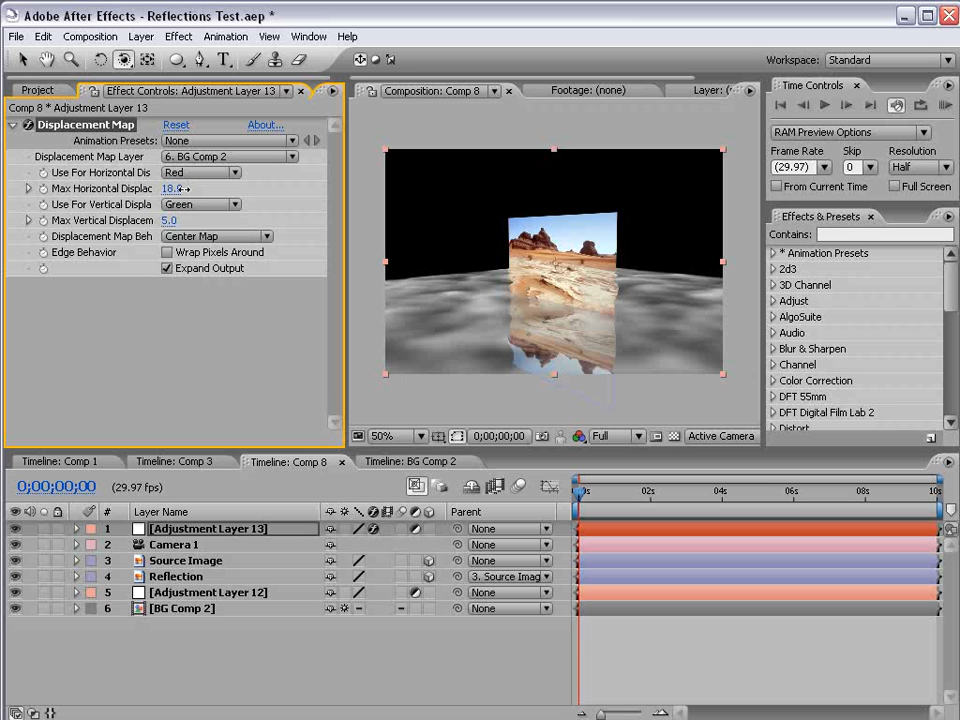 Adobe After Effects - Reflections Test.aep *
File Edit Composition Layer Effect Animation View Window Help
Workspace: Standard
Project
Effect Controls: Adjustment Layer 13
Comp 8 * Adjustment Layer 13
Displacement Map Reset About...
Animation Presets: None
Displacement Map Layer 6. BG Comp 2
Use For Horizontal Dis Red
Max Horizontal Displac 18.
Use For Vertical Displa Green
Max Vertical Displacem 5.0
Displacement Map Beh Center Map
Edge Behavior Wrap Pixels Around
Expand Output
Composition: Comp 8
Footage: (none)
Layer: (
50% 0;00;00;00 Full Active Camera
Time Controls
RAM Preview Options
Frame Rate Skip Resolution
(29.97) 0 Half
From Current Time Full Screen
Effects & Presets
Contains:
* Animation Presets
2d3
3D Channel
Adjust
AlgoSuite
Audio
Blur & Sharpen
Channel
Color Correction
DFT 55mm
DFT Digital Film Lab 2
Distort
Timeline: Comp 1 Timeline: Comp 3 Timeline: Comp 8 Timeline: BG Comp 2
0;00;00;00 (29.97 fps)
0s 02s 04s 06s 08s 10s
# Layer Name Parent
1 [Adjustment Layer 13] None
2 Camera 1 None
3 Source Image None
4 Reflection 3. Source Imag
5 [Adjustment Layer 12] None
6 [BG Comp 2] None